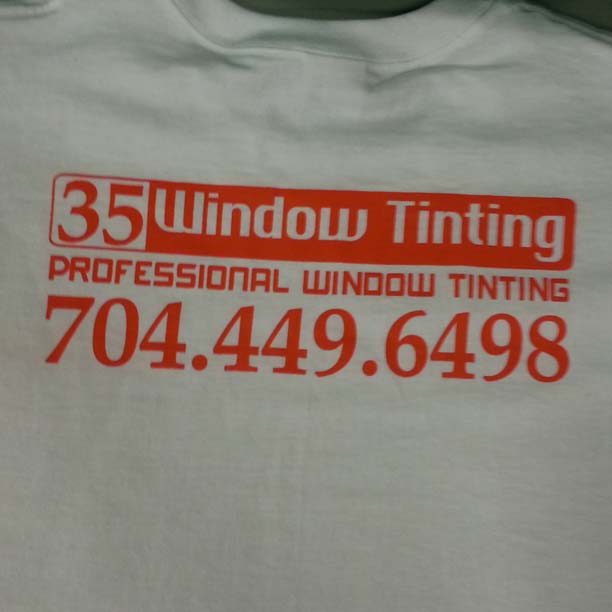 35 Window Tinting
PROFESSIONAL WINDOW TINTING
704.449.6498